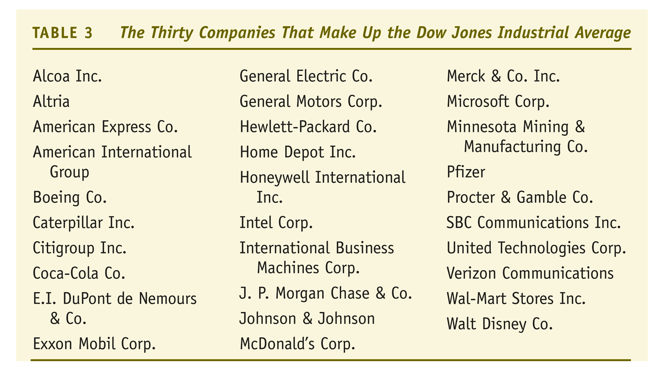 TABLE 3 The Thirty Companies That Make Up the Dow Jones Industrial Average
Alcoa Inc.
Altria
American Express Co.
American International
Group
Boeing Co.
Caterpillar Inc.
Citigroup Inc.
Coca-Cola Co.
E.I. DuPont de Nemours
& Co.
Exxon Mobil Corp.
General Electric Co.
General Motors Corp.
Hewlett-Packard Co.
Home Depot Inc.
Honeywell International
Inc.
Intel Corp.
International Business
Machines Corp.
J. P. Morgan Chase & Co.
Johnson & Johnson
McDonald's Corp.
Merck & Co. Inc.
Microsoft Corp.
Minnesota Mining &
Manufacturing Co.
Pfizer
Procter & Gamble Co.
SBC Communications Inc.
United Technologies Corp.
Verizon Communications
Wal-Mart Stores Inc.
Walt Disney Co.